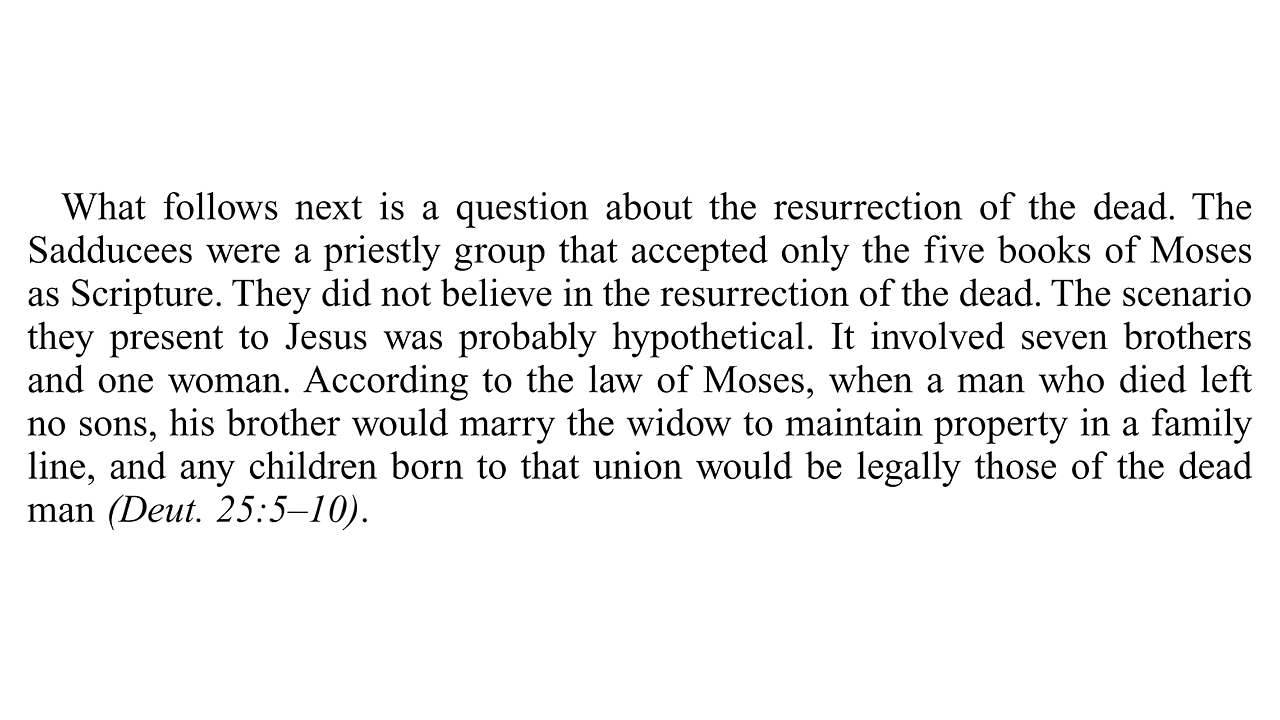 What follows next is a question about the resurrection of the dead. The
Sadducees were a priestly group that accepted only the five books of Moses
as Scripture. They did not believe in the resurrection of the dead. The scenario
they present to Jesus was probably hypothetical. It involved seven brothers
and one woman. According to the law of Moses, when a man who died left
no sons, his brother would marry the widow to maintain property in a family
line, and any children born to that union would be legally those of the dead
man (Deut. 25:5–10).